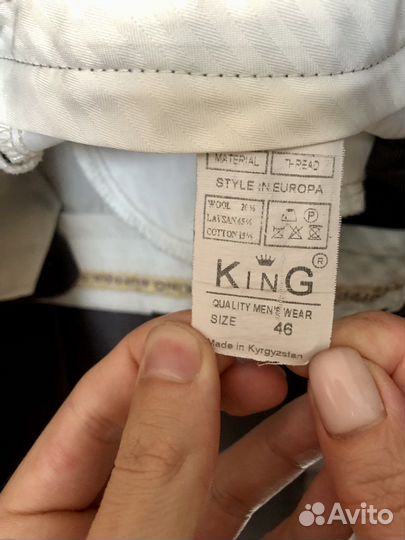 MATERIAL THREAD
STYLE IN EUROPA
WOOL 20%
LAVSAN 65%
COTTON 15%
P
KING ®
QUALITY MEN'S WEAR
SIZE 46
Made in Kyrgyzstan
Avito